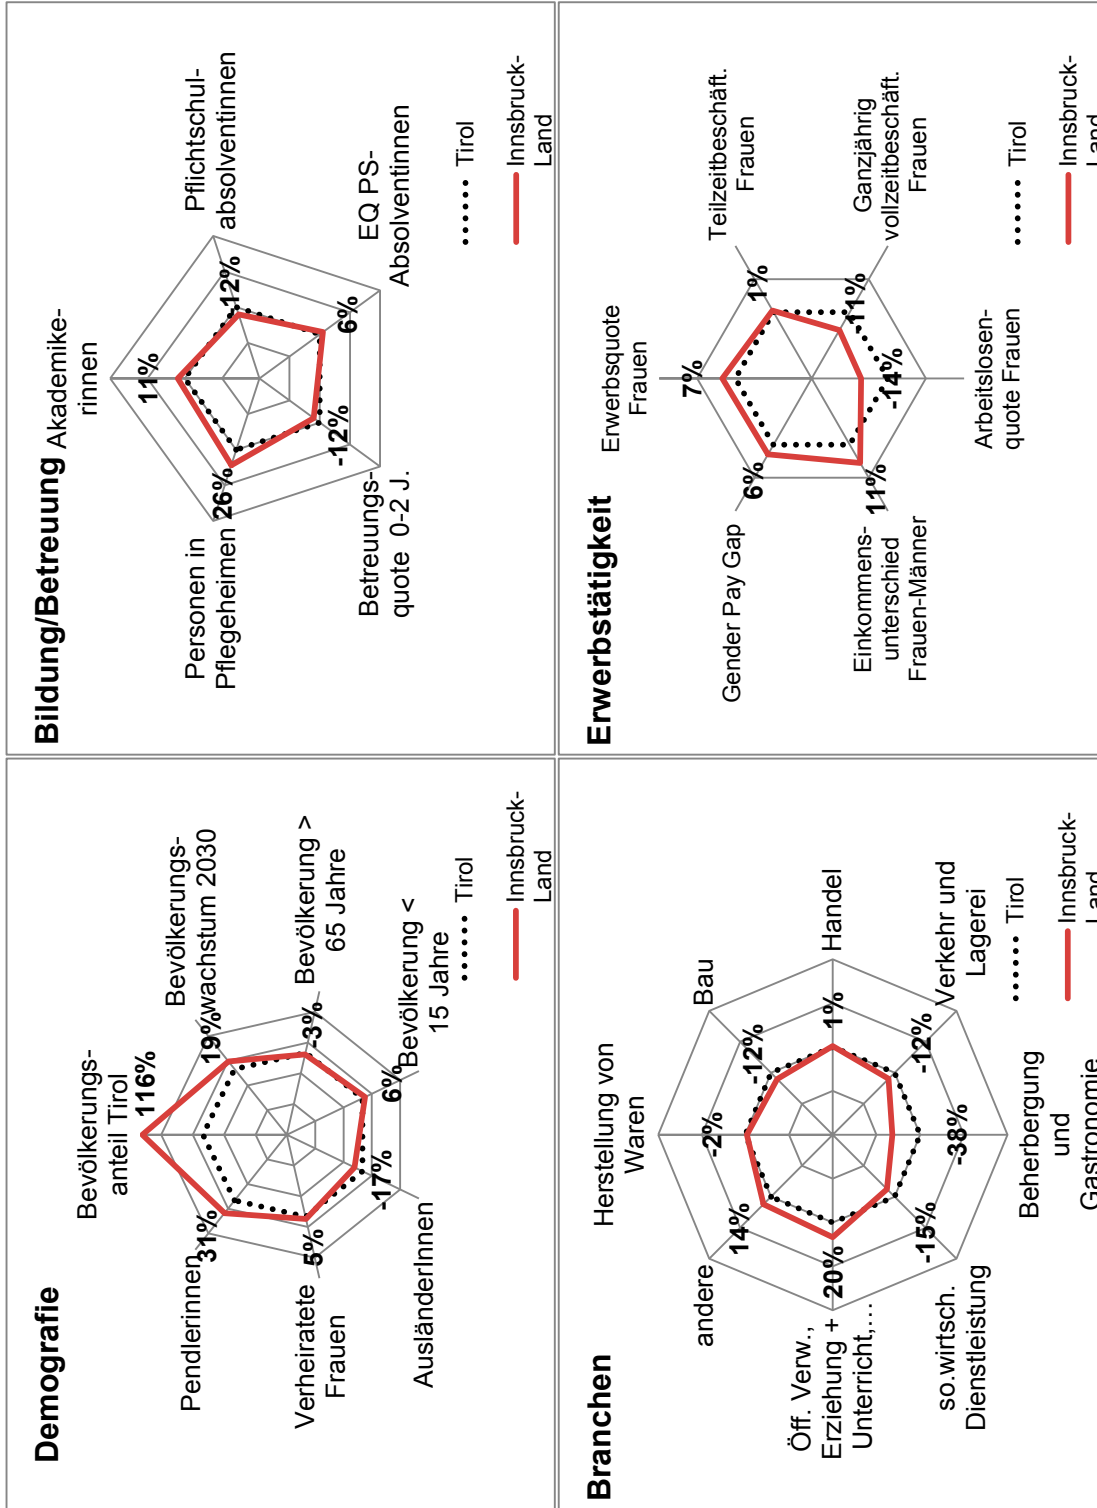 Demografie
Bevölkerungs-
anteil Tirol
116%
Bevölkerungs-
wachstum 2030
19%
Bevölkerung >
65 Jahre
-3%
Bevölkerung <
15 Jahre
6%
AusländerInnen
-17%
Verheiratete
Frauen
5%
Pendlerinnen
31%
Tirol
Innsbruck-
Land
Bildung/Betreuung
Akademike-
rinnen
11%
Pflichtschul-
absolventinnen
-12%
EQ PS-
Absolventinnen
6%
Betreuungs-
quote 0-2 J.
-12%
Personen in
Pflegeheimen
26%
Tirol
Innsbruck-
Land
Branchen
Herstellung von
Waren
-2%
Bau
-12%
Handel
1%
Verkehr und
Lagerei
-12%
Beherbergung
und
Gastronomie
-38%
so.wirtsch.
Dienstleistung
-15%
Öff. Verw.,
Erziehung +
Unterricht,...
20%
andere
14%
Tirol
Innsbruck-
Land
Erwerbstätigkeit
Erwerbsquote
Frauen
7%
Teilzeitbeschäft.
Frauen
1%
Ganzjährig
vollzeitbeschäft.
Frauen
-11%
Arbeitslosen-
quote Frauen
-14%
Einkommens-
unterschied
Frauen-Männer
11%
Gender Pay Gap
6%
Tirol
Innsbruck-
Land